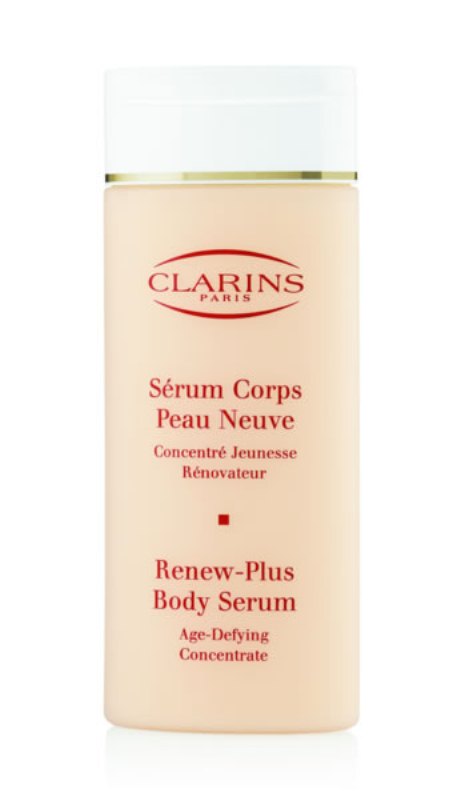 CLARINS
PARIS
Sérum Corps
Peau Neuve
Concentré Jeunesse
Rénovateur
Renew-Plus
Body Serum
Age-Defying
Concentrate